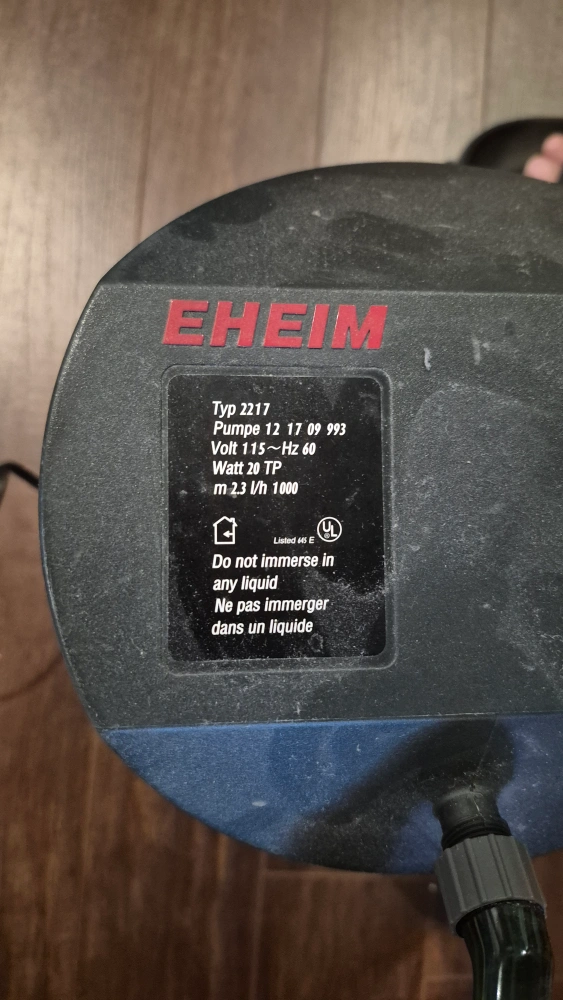 EHEIM
Typ 2217
Pumpe 12 17 09 993
Volt 115~Hz 60
Watt 20 TP
m 2.3 l/h 1000
Listed 645 E UL
Do not immerse in
any liquid
Ne pas immerger
dans un liquide